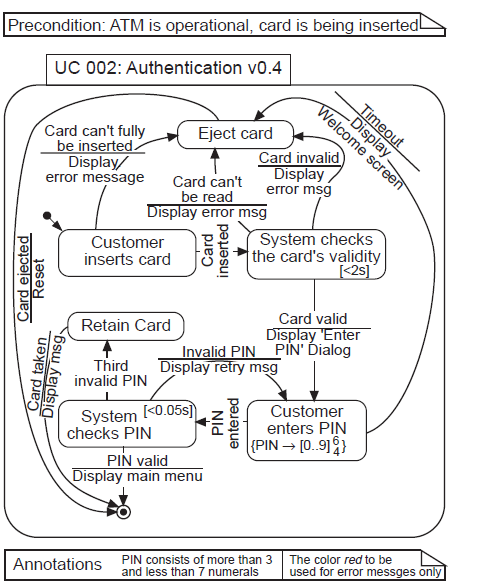 Precondition: ATM is operational, card is being inserted
UC 002: Authentication v0.4
Eject card
Card can't fully
be inserted
Display
error message
Card can't
be read
Display error msg
Card invalid
Display
error msg
Timeout
Display
Welcome screen
Customer
inserts card
Card
inserted
System checks
the card's validity
[<2s]
Card ejected
Reset
Card valid
Display 'Enter
PIN' Dialog
Retain Card
Card taken
Display msg
Third
invalid PIN
Invalid PIN
Display retry msg
System [<0.05s]
checks PIN
PIN
entered
Customer
enters PIN
{PIN → [0..9] 6 4}
PIN valid
Display main menu
Annotations
PIN consists of more than 3
and less than 7 numerals
The color red to be
used for error messges only